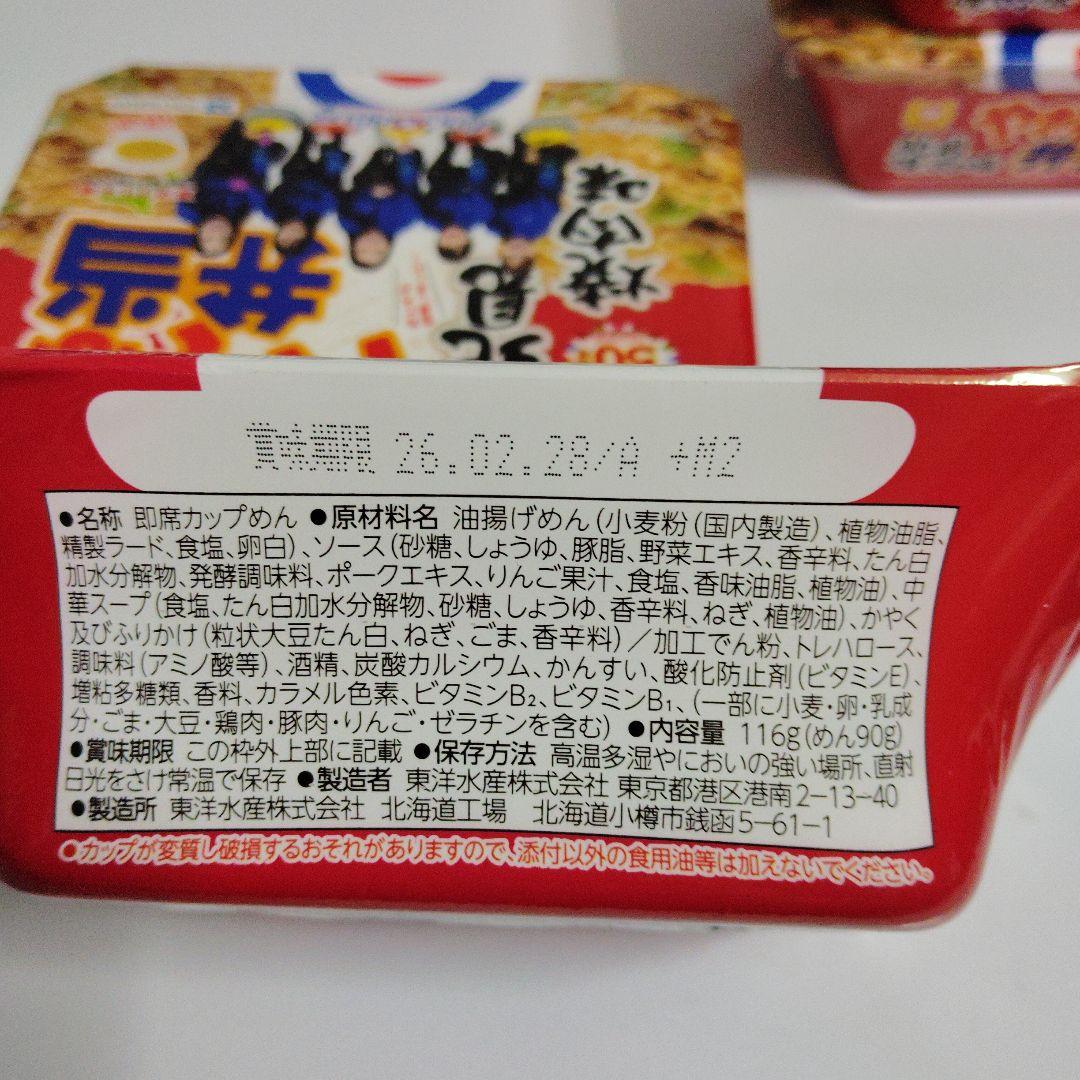 弁当
北見
焼肉味
50
賞味期限 26.02.28/A +M2
●名称 即席カップめん ●原材料名 油揚げめん(小麦粉(国内製造)、植物油脂、
精製ラード、食塩、卵白)、ソース(砂糖、しょうゆ、豚脂、野菜エキス、香辛料、たん白
加水分解物、発酵調味料、ポークエキス、りんご果汁、食塩、香味油脂、植物油)、中
華スープ(食塩、たん白加水分解物、砂糖、しょうゆ、香辛料、ねぎ、植物油)、かやく
及びふりかけ(粒状大豆たん白、ねぎ、ごま、香辛料)/加工でん粉、トレハロース、
調味料(アミノ酸等)、酒精、炭酸カルシウム、かんすい、酸化防止剤(ビタミンE)、
増粘多糖類、香料、カラメル色素、ビタミンB₂、ビタミンB₁、(一部に小麦・卵・乳成
分・ごま・大豆・鶏肉・豚肉・りんご・ゼラチンを含む) ●内容量 116g(めん90g)
●賞味期限 この枠外上部に記載 ●保存方法 高温多湿やにおいの強い場所、直射
日光をさけ常温で保存 ●製造者 東洋水産株式会社 東京都港区港南2-13-40
●製造所 東洋水産株式会社 北海道工場 北海道小樽市銭函5-61-1
●カップが変質し破損するおそれがありますので、添付以外の食用油等は加えないでください。